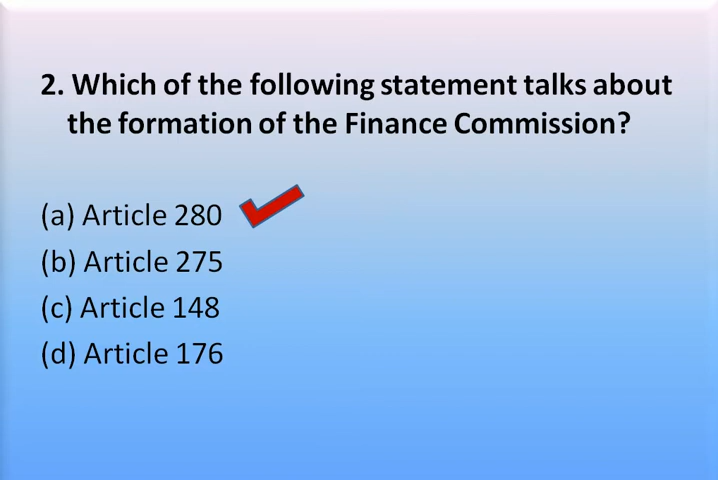 2. Which of the following statement talks about
the formation of the Finance Commission?
(a) Article 280
(b) Article 275
(c) Article 148
(d) Article 176